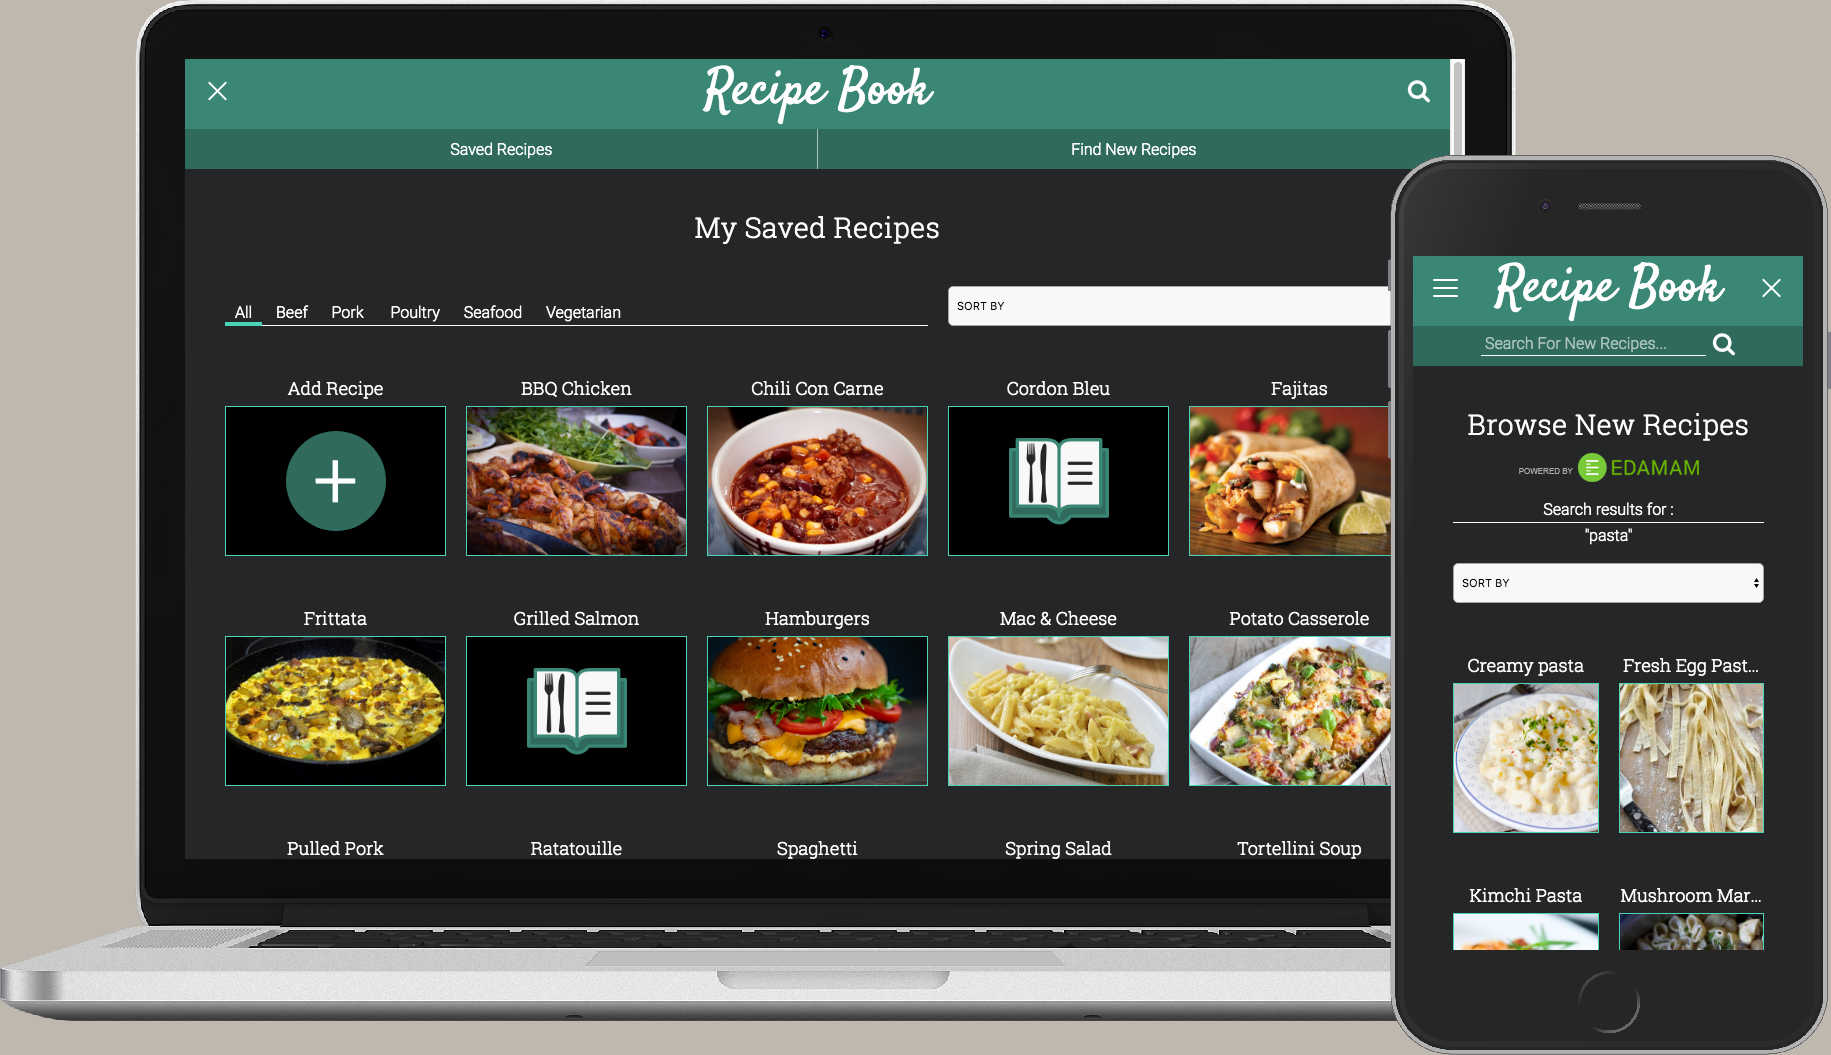 Recipe Book
Saved Recipes
Find New Recipes
My Saved Recipes
All Beef Pork Poultry Seafood Vegetarian
SORT BY
Add Recipe
BBQ Chicken
Chili Con Carne
Cordon Bleu
Fajitas
Frittata
Grilled Salmon
Hamburgers
Mac & Cheese
Potato Casserole
Pulled Pork
Ratatouille
Spaghetti
Spring Salad
Tortellini Soup
Recipe Book
Search For New Recipes...
Browse New Recipes
POWERED BY EDAMAM
Search results for :
"pasta"
SORT BY
Creamy pasta
Fresh Egg Past...
Kimchi Pasta
Mushroom Mar...